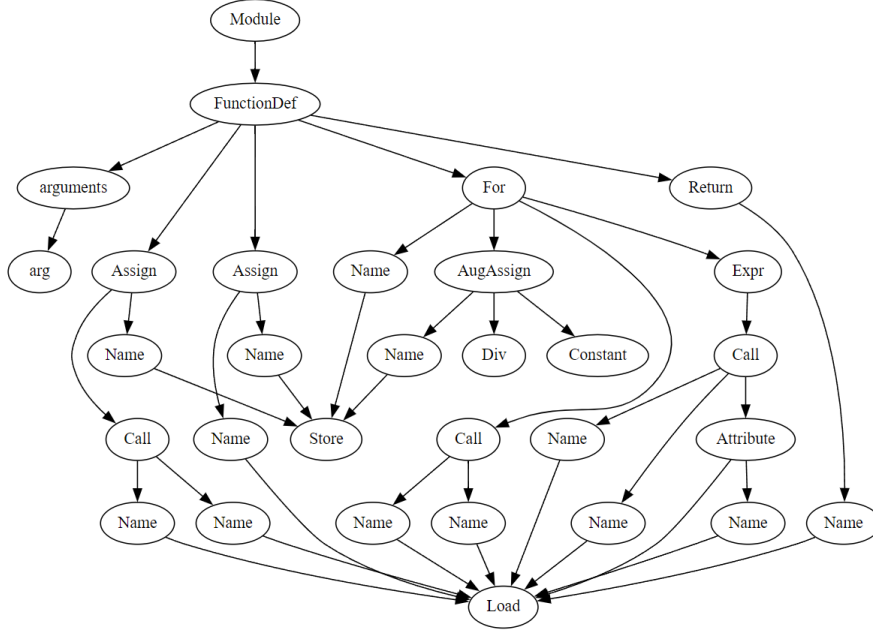 Module
FunctionDef
arguments For Return
arg Assign Assign Name AugAssign Expr
Name Name Name Div Constant Call
Call Name Store Call Name Attribute
Name Name Name Name Name Name Name
Load